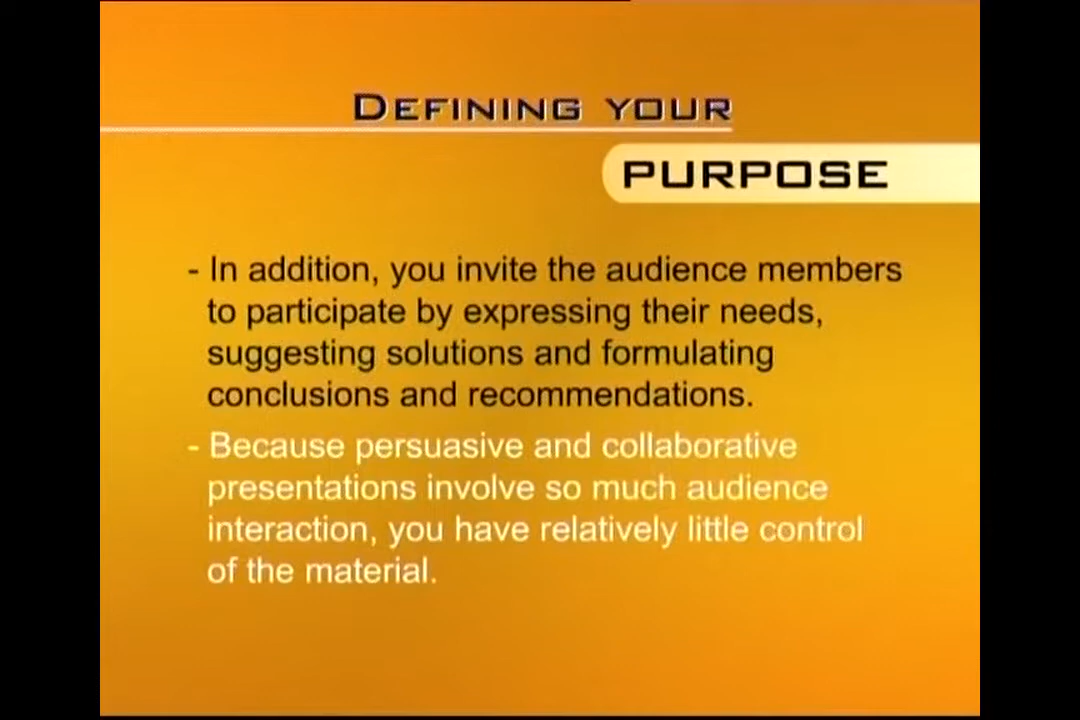 DEFINING YOUR
PURPOSE
- In addition, you invite the audience members
to participate by expressing their needs,
suggesting solutions and formulating
conclusions and recommendations.
- Because persuasive and collaborative
presentations involve so much audience
interaction, you have relatively little control
of the material.